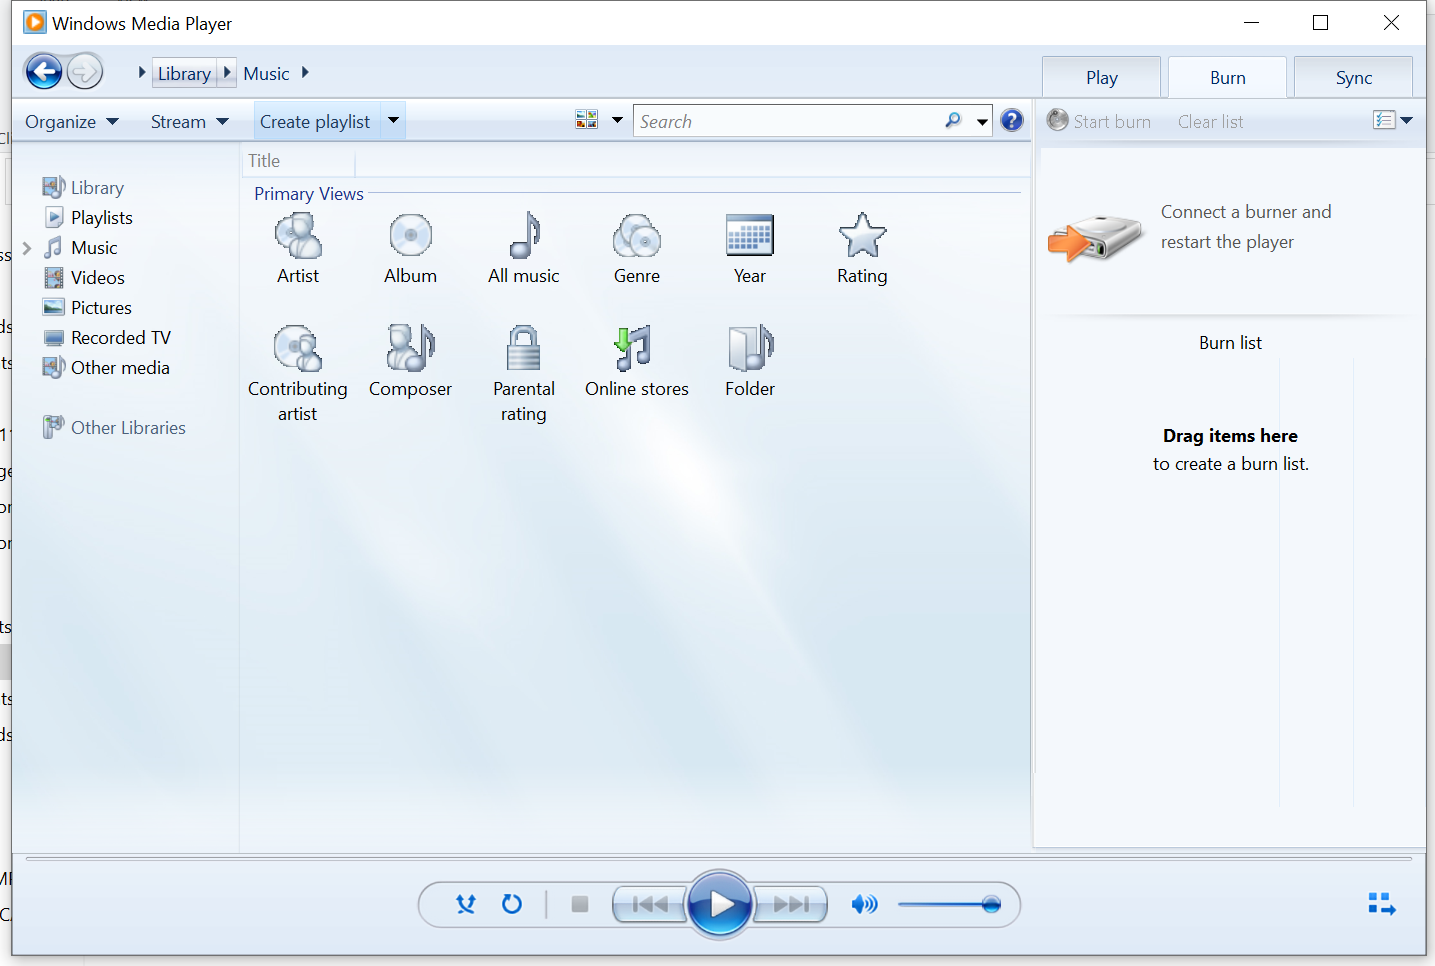 Windows Media Player
Library Music
Play Burn Sync
Organize Stream Create playlist Search ? Start burn Clear list
Title
Library
Playlists
Music
Videos
Pictures
Recorded TV
Other media
Other Libraries
Primary Views
Artist Album All music Genre Year Rating
Contributing artist Composer Parental rating Online stores Folder
Connect a burner and
restart the player
Burn list
Drag items here
to create a burn list.